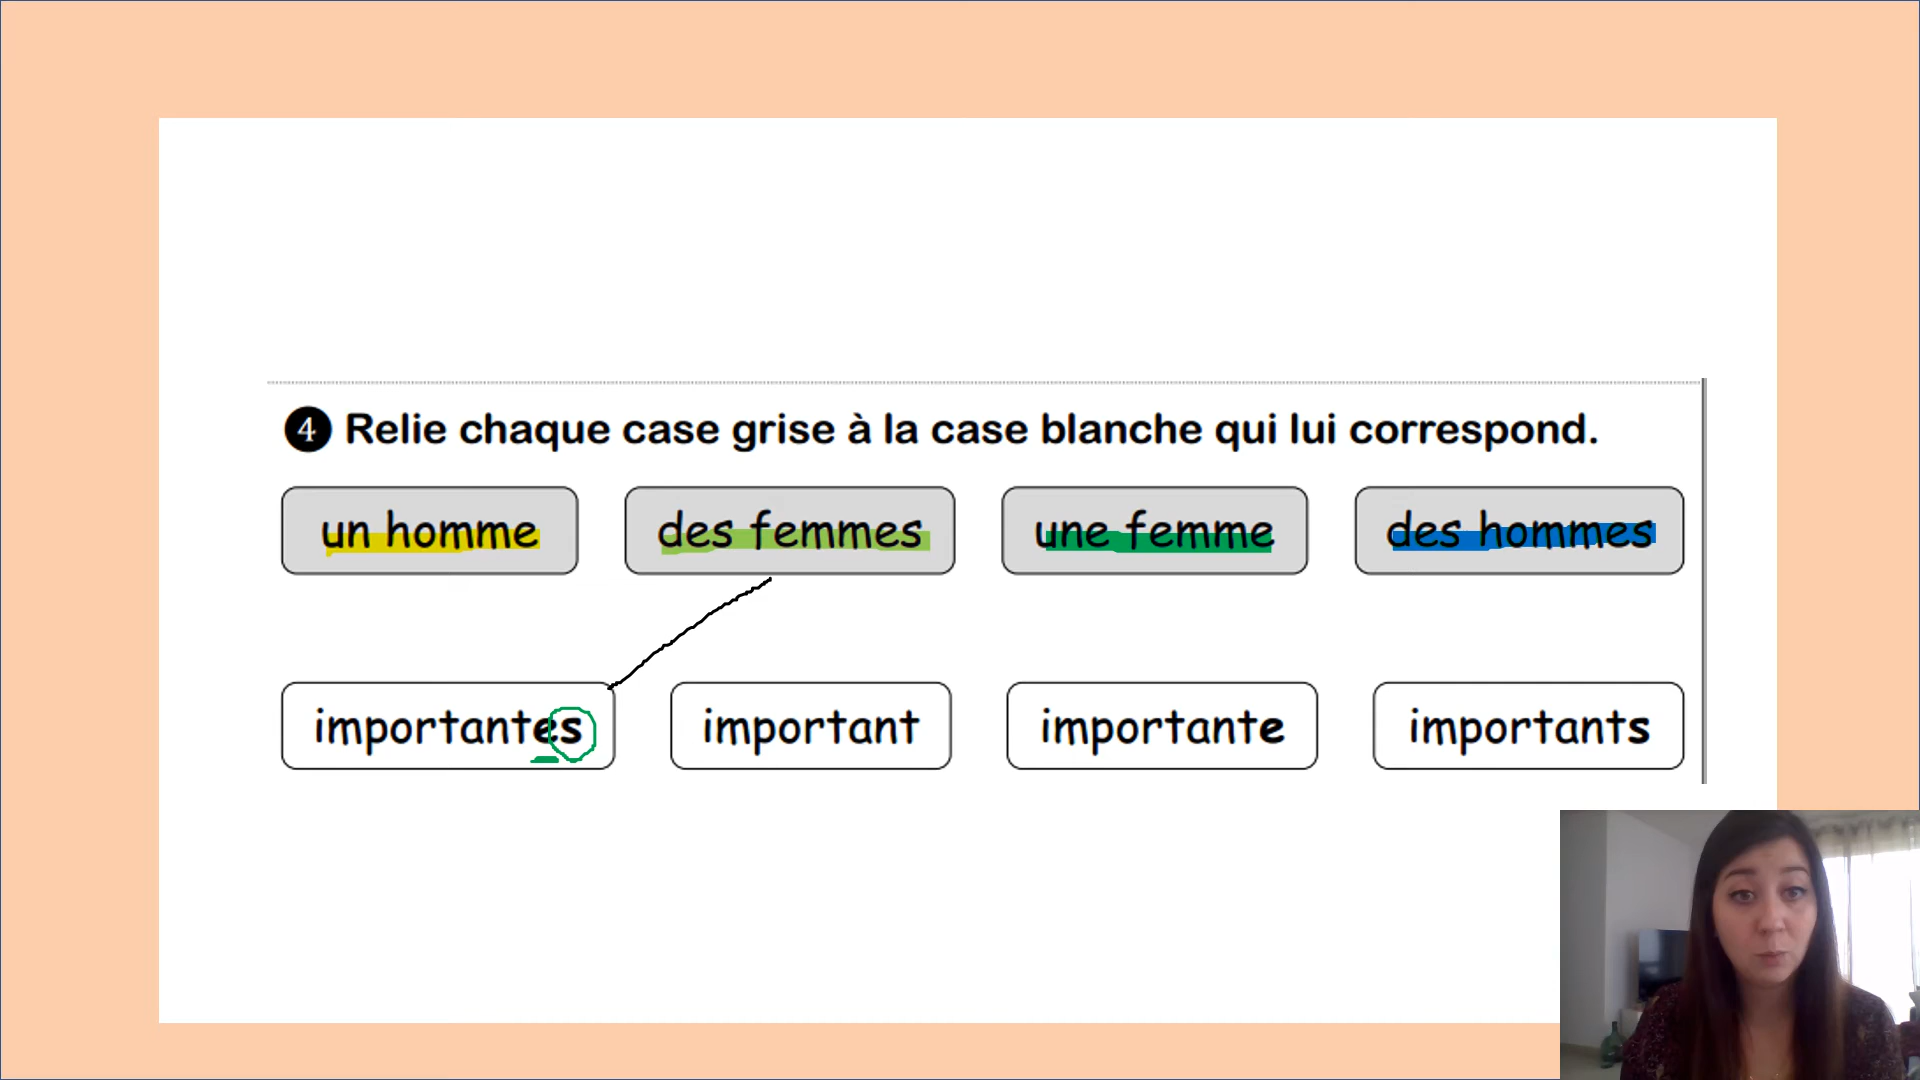 4 Relie chaque case grise à la case blanche qui lui correspond.
un homme des femmes une femme des hommes
importantes important importante importants